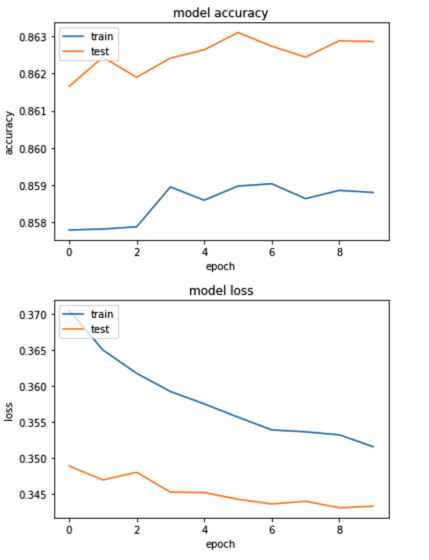 model accuracy
0.863
0.862
0.861
0.860
0.859
0.858
accuracy
train
test
0 2 4 6 8
epoch
model loss
0.370
0.365
0.360
0.355
0.350
0.345
loss
train
test
0 2 4 6 8
epoch